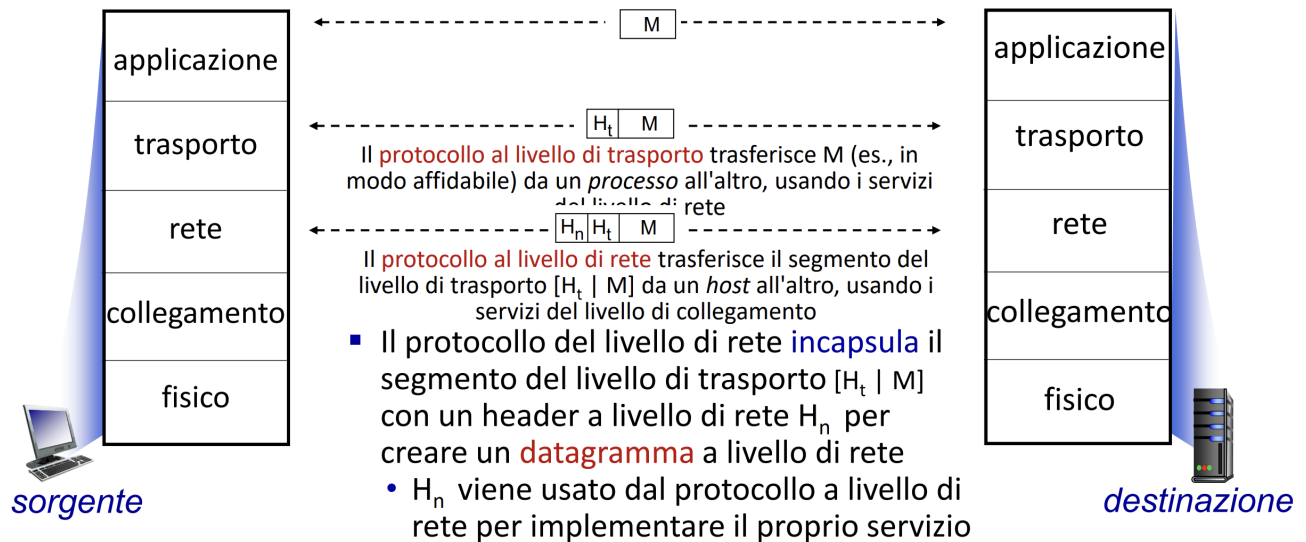 applicazione
trasporto
rete
collegamento
fisico
sorgente
M
Ht M
Il protocollo al livello di trasporto trasferisce M (es., in
modo affidabile) da un processo all'altro, usando i servizi
del livello di rete
Hn Ht M
Il protocollo al livello di rete trasferisce il segmento del
livello di trasporto [Ht | M] da un host all'altro, usando i
servizi del livello di collegamento
▪ Il protocollo del livello di rete incapsula il
segmento del livello di trasporto [Ht | M]
con un header a livello di rete Hn per
creare un datagramma a livello di rete
• Hn viene usato dal protocollo a livello di
rete per implementare il proprio servizio
applicazione
trasporto
rete
collegamento
fisico
destinazione